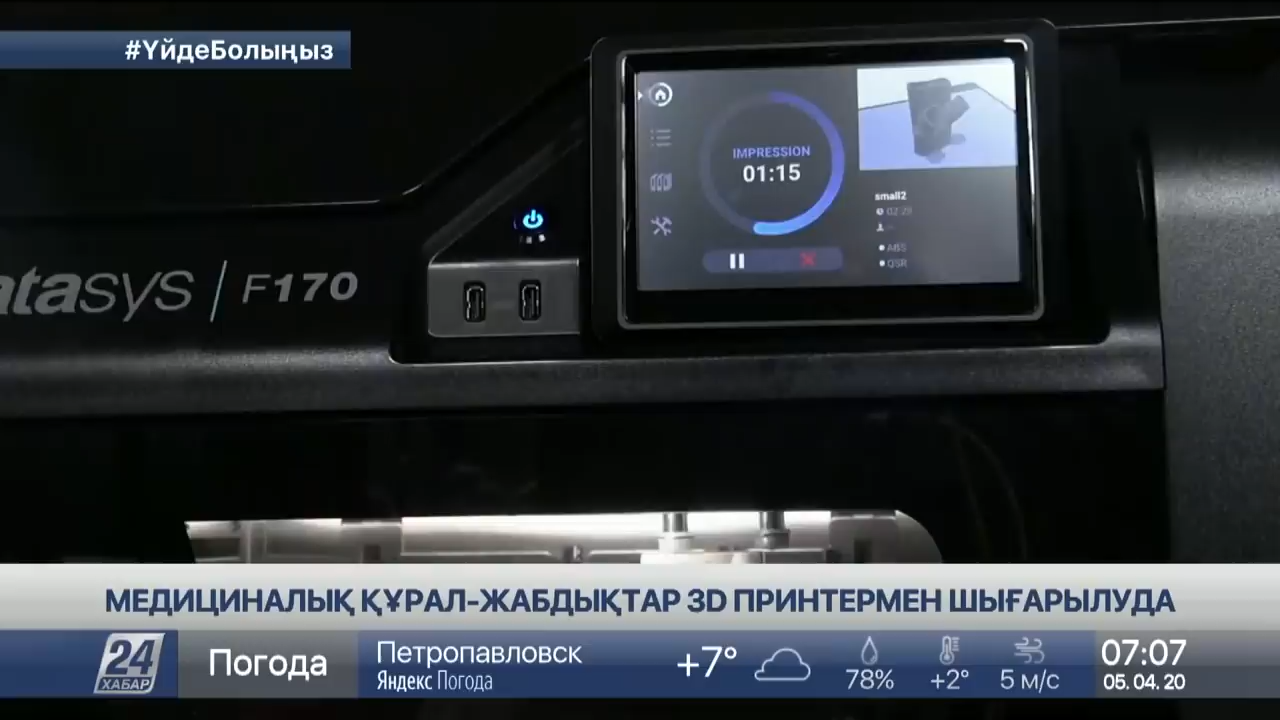 #ҮйдеБолыңыз
IMPRESSION
01:15
small2
02:29
ABS
QSR
atasys F170
МЕДИЦИНАЛЫҚ ҚҰРАЛ-ЖАБДЫҚТАР 3D ПРИНТЕРМЕН ШЫҒАРЫЛУДА
24 ХАБАР
Погода
Петропавловск
Яндекс Погода
+7°
78%
+2°
5 м/с
07:07
05. 04. 20